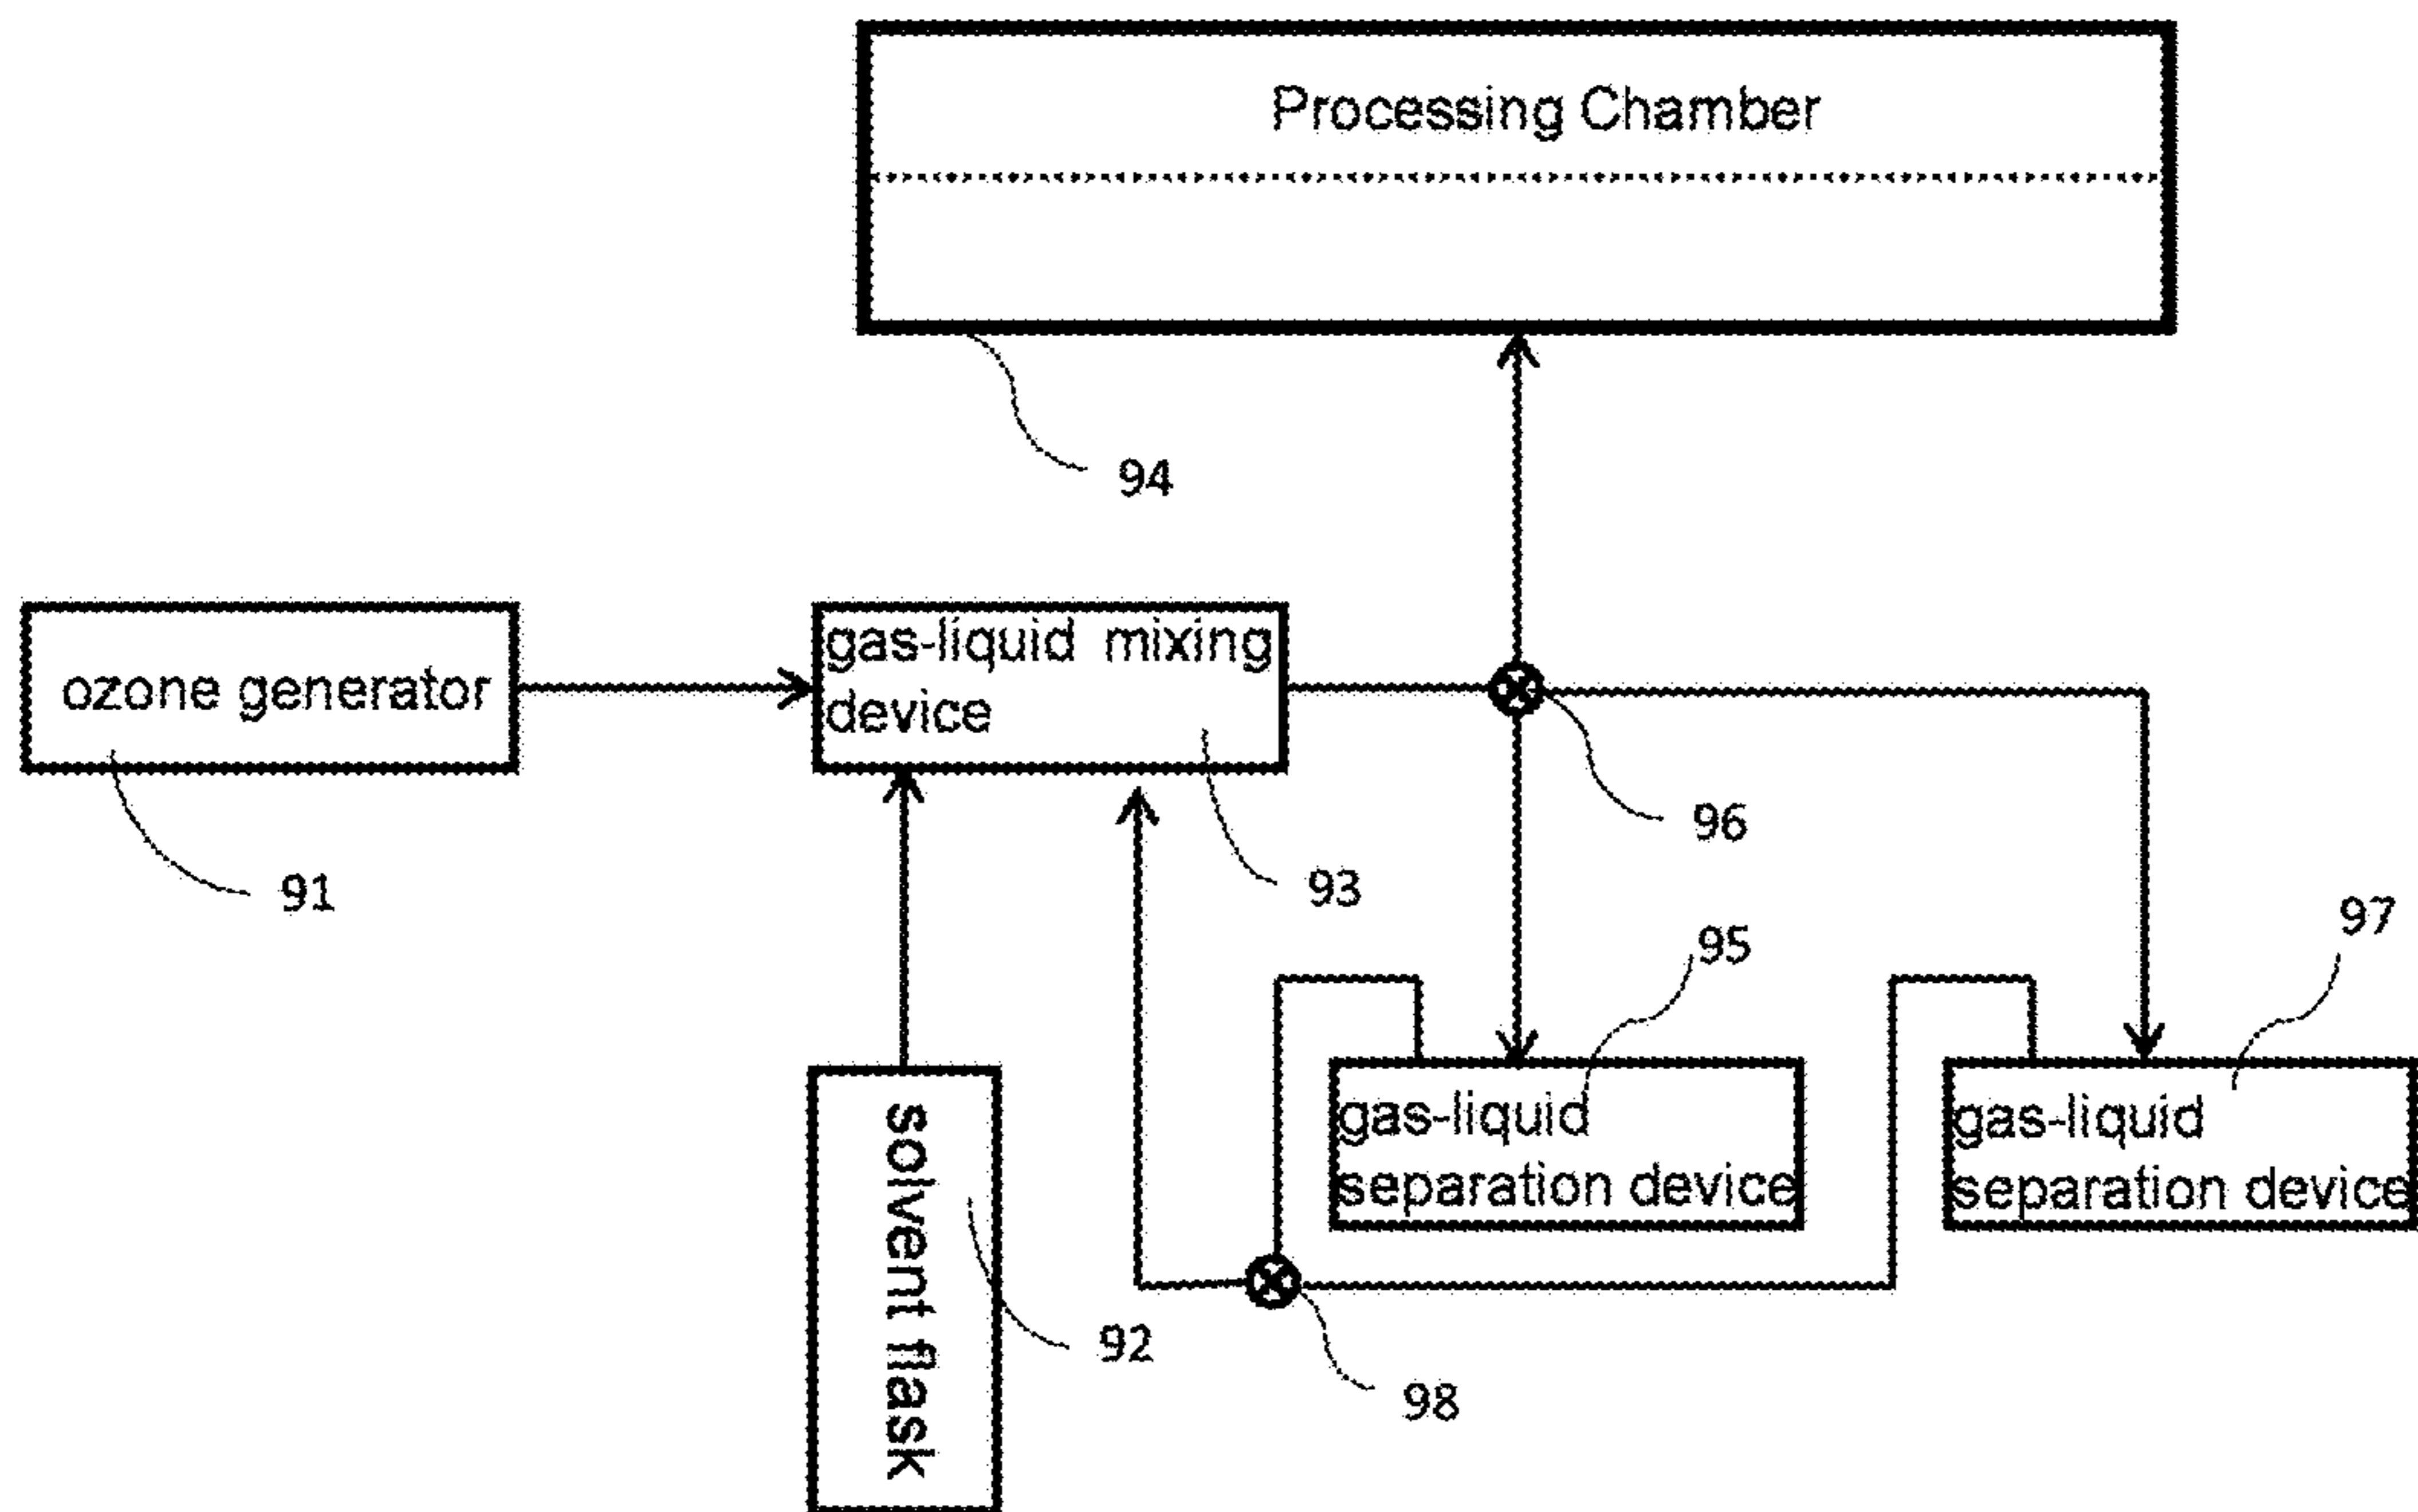 Processing Chamber
94
ozone generator
gas-liquid mixing
device
91
93
96
95
97
solvent flask
92
98
gas-liquid
separation device
gas-liquid
separation device